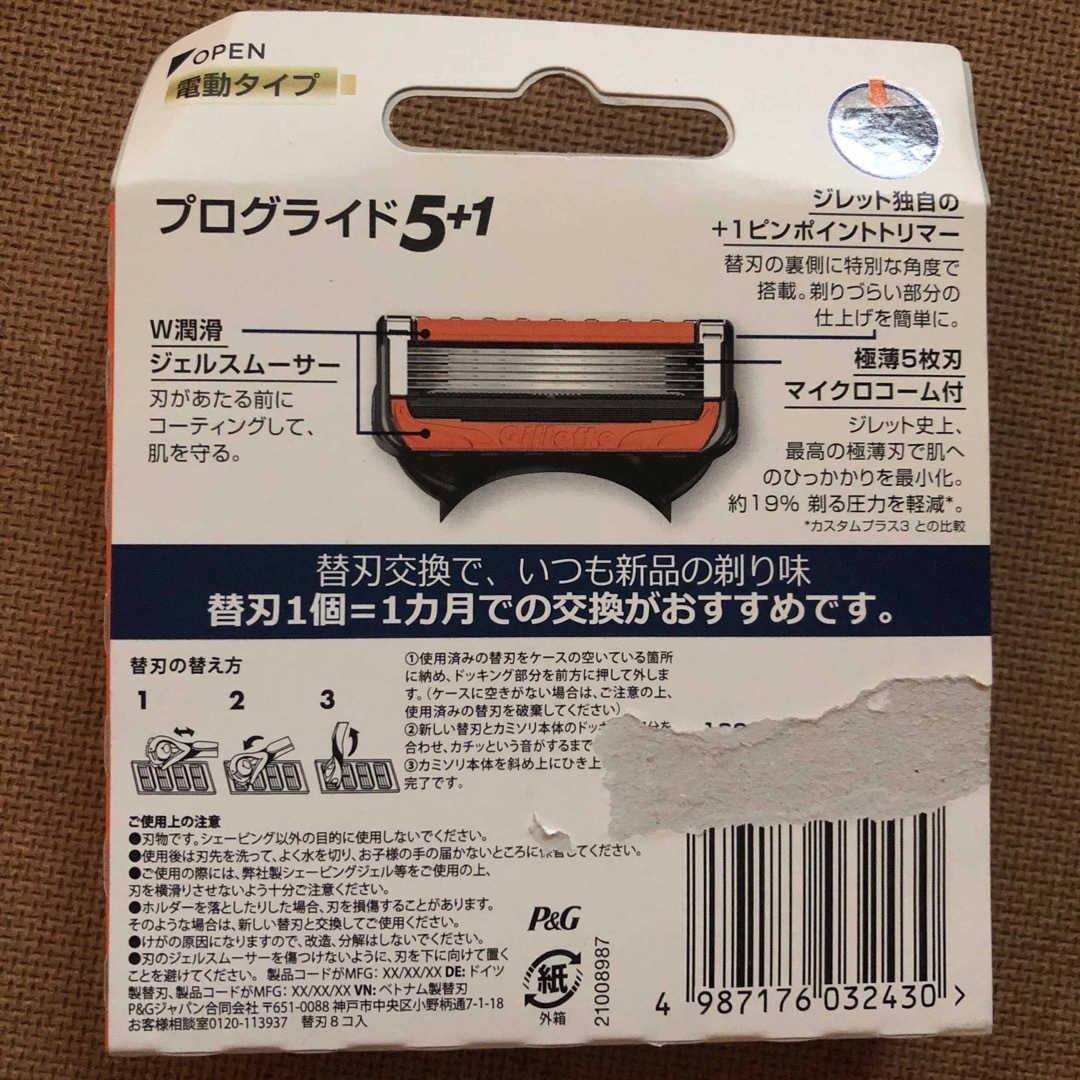 OPEN
電動タイプ
プログライド5+1
ジレット独自の
+1ピンポイントトリマー
替刃の裏側に特別な角度で
搭載。剃りづらい部分の
仕上げを簡単に。
W潤滑
ジェルスムーサー
刃があたる前に
コーティングして、
肌を守る。
Gillette
極薄5枚刃
マイクロコーム付
ジレット史上、
最高の極薄刃で肌へ
のひっかかりを最小化。
約19% 剃る圧力を軽減*。
*カスタムプラス3 との比較
替刃交換で、いつも新品の剃り味
替刃1個=1カ月での交換がおすすめです。
替刃の替え方
1 2 3
①使用済みの替刃をケースの空いている箇所
に納め、ドッキング部分を前方に押して外しま
す。(ケースに空きがない場合は、ご注意の上、
使用済みの替刃を破棄してください)
②新しい替刃とカミソリ本体のドッ
合わせ、カチッという音がするまで
③カミソリ本体を斜め上にひき上
完了です。
ご使用上の注意
●刃物です。シェービング以外の目的に使用しないでください。
●使用後は刃先を洗って、よく水を切り、お子様の手の届かないところに保管してください。
●ご使用の際には、弊社製シェービングジェル等をご使用の上、
刃を横滑りさせないよう十分ご注意ください。
●ホルダーを落としたりした場合、刃を損傷することがあります。
そのような場合は、新しい替刃と交換してご使用ください。
●けがの原因になりますので、改造、分解はしないでください。
●刃のジェルスムーサーを傷つけないように、刃を下に向けて置く
ことを避けてください。 製品コードがMFG: XX/XX/XX DE: ドイツ
製替刃、製品コードがMFG: XX/XX/XX VN: ベトナム製替刃
P&Gジャパン合同会社 〒651-0088 神戸市中央区小野柄通7-1-18
お客様相談室0120-113937 替刃8コ入
P&G
紙
外箱
21008987
4 987176 032430 >